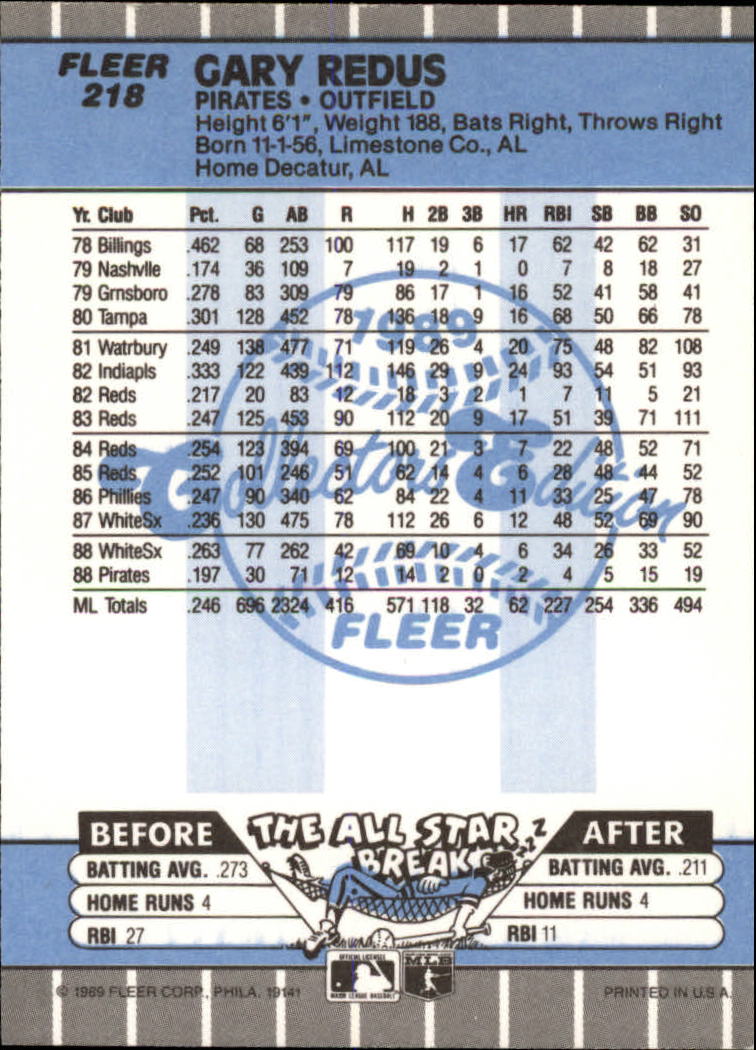 FLEER
218
GARY REDUS
PIRATES • OUTFIELD
Height 6'1", Weight 188, Bats Right, Throws Right
Born 11-1-56, Limestone Co., AL
Home Decatur, AL
Yr. Club Pct. G AB R H 2B 3B HR RBI SB BB SO
78 Billings .462 68 253 100 117 19 6 17 62 42 62 31
79 Nashvlle .174 36 109 7 19 2 1 0 7 8 18 27
79 Grnsboro .278 83 309 79 86 17 1 16 52 41 58 41
80 Tampa .301 128 452 78 136 18 9 16 68 50 66 78
81 Watrbury .249 138 477 71 119 26 4 20 75 48 82 108
82 Indiapls .333 122 439 112 146 29 9 24 93 54 51 93
82 Reds .217 20 83 12 18 3 2 1 7 11 5 21
83 Reds .247 125 453 90 112 20 9 17 51 39 71 111
84 Reds .254 123 394 69 100 21 3 7 22 48 52 71
85 Reds .252 101 246 51 62 14 4 6 28 48 44 52
86 Phillies .247 90 340 62 84 22 4 11 33 25 47 78
87 WhiteSx .236 130 475 78 112 26 6 12 48 52 69 90
88 WhiteSx .263 77 262 42 69 10 4 6 34 26 33 52
88 Pirates .197 30 71 12 14 2 0 2 4 5 15 19
ML Totals .246 696 2324 416 571 118 32 62 227 254 336 494
1989
Collectors' Edition
FLEER
BEFORE THE ALL STAR BREAK ZZZ AFTER
BATTING AVG. .273 BATTING AVG. .211
HOME RUNS 4 HOME RUNS 4
RBI 27 RBI 11
OFFICIAL LICENSEE
MAJOR LEAGUE BASEBALL
MLB
© 1989 FLEER CORP., PHILA. 19141 PRINTED IN U.S.A.